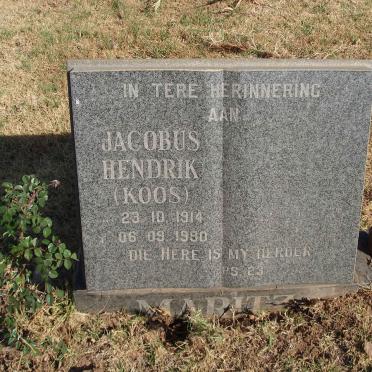 IN TERE HERINNERING
AAN
JACOBUS
HENDRIK
(KOOS)
23.10.1914
06.09.1980
DIE HERE IS MY HERDER
PS 23
MARITZ